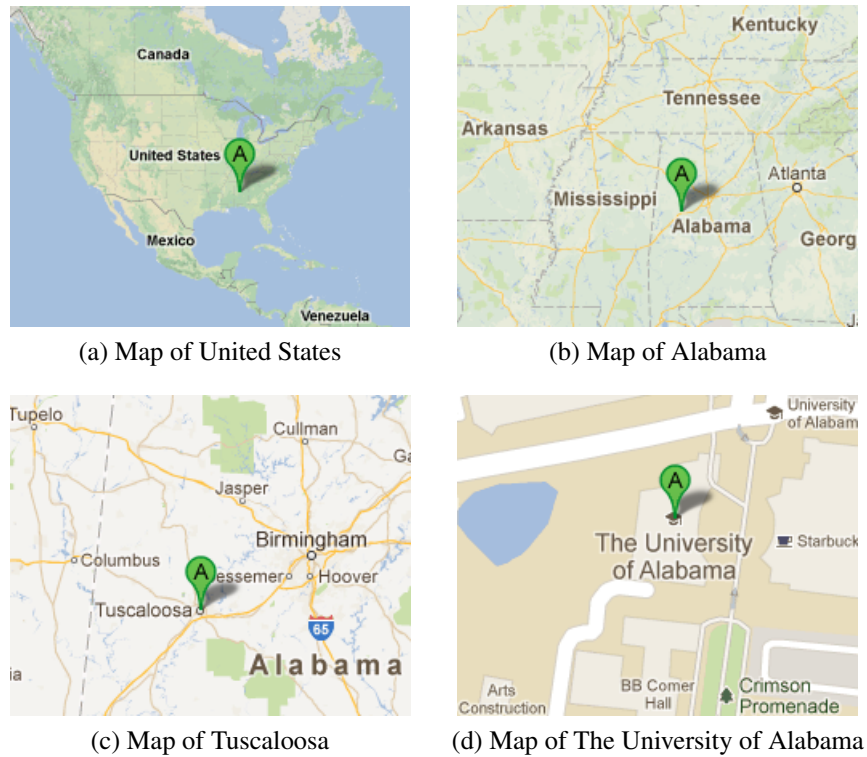 Canada
United States
A
Mexico
Venezuela
(a) Map of United States
Kentucky
Tennessee
Arkansas
A
Atlanta
Mississippi
Alabama
Georg
(b) Map of Alabama
Tupelo
Cullman
Ga
Jasper
Birmingham
Columbus
A
essemer
Hoover
Tuscaloosa
65
Alabama
ia
(c) Map of Tuscaloosa
University
of Alabam
A
The University
of Alabama
Starbuck
Arts
Construction
BB Comer
Hall
Crimson
Promenade
(d) Map of The University of Alabama